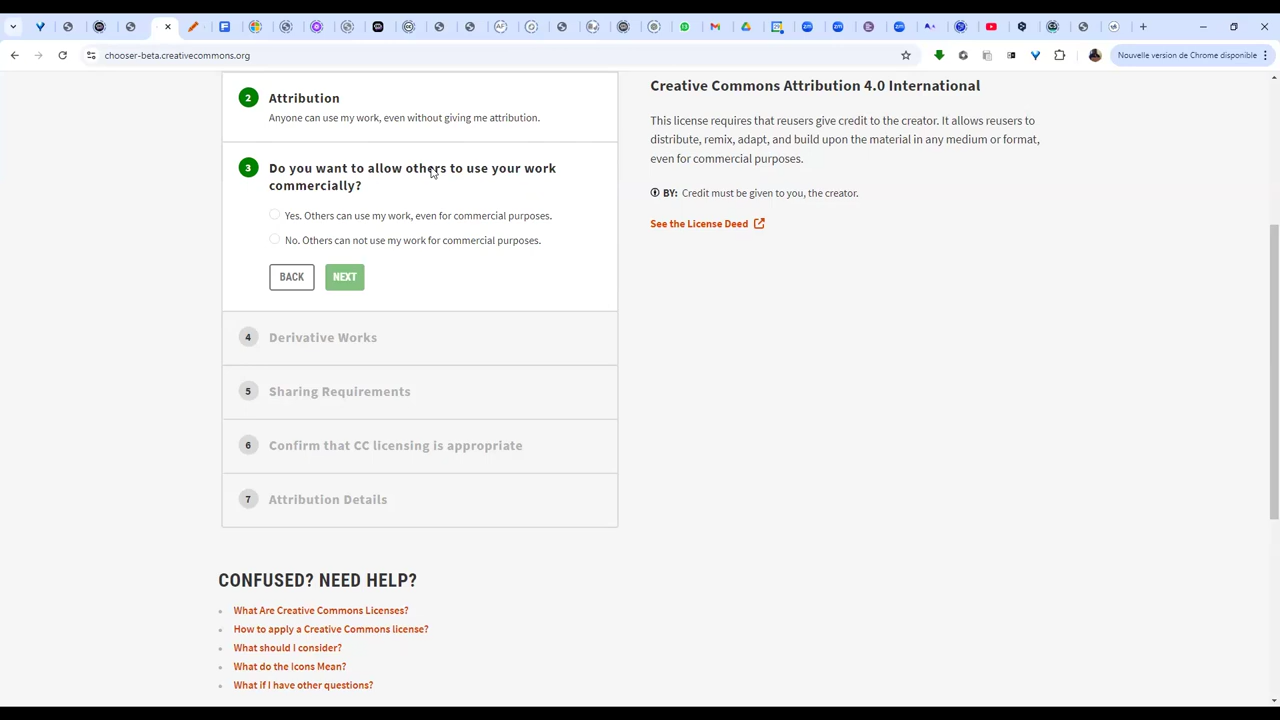 chooser-beta.creativecommons.org
Nouvelle version de Chrome disponible
2 Attribution
Anyone can use my work, even without giving me attribution.
3 Do you want to allow others to use your work
commercially?
Yes. Others can use my work, even for commercial purposes.
No. Others can not use my work for commercial purposes.
BACK NEXT
4 Derivative Works
5 Sharing Requirements
6 Confirm that CC licensing is appropriate
7 Attribution Details
Creative Commons Attribution 4.0 International
This license requires that reusers give credit to the creator. It allows reusers to
distribute, remix, adapt, and build upon the material in any medium or format,
even for commercial purposes.
BY: Credit must be given to you, the creator.
See the License Deed
CONFUSED? NEED HELP?
What Are Creative Commons Licenses?
How to apply a Creative Commons license?
What should I consider?
What do the Icons Mean?
What if I have other questions?